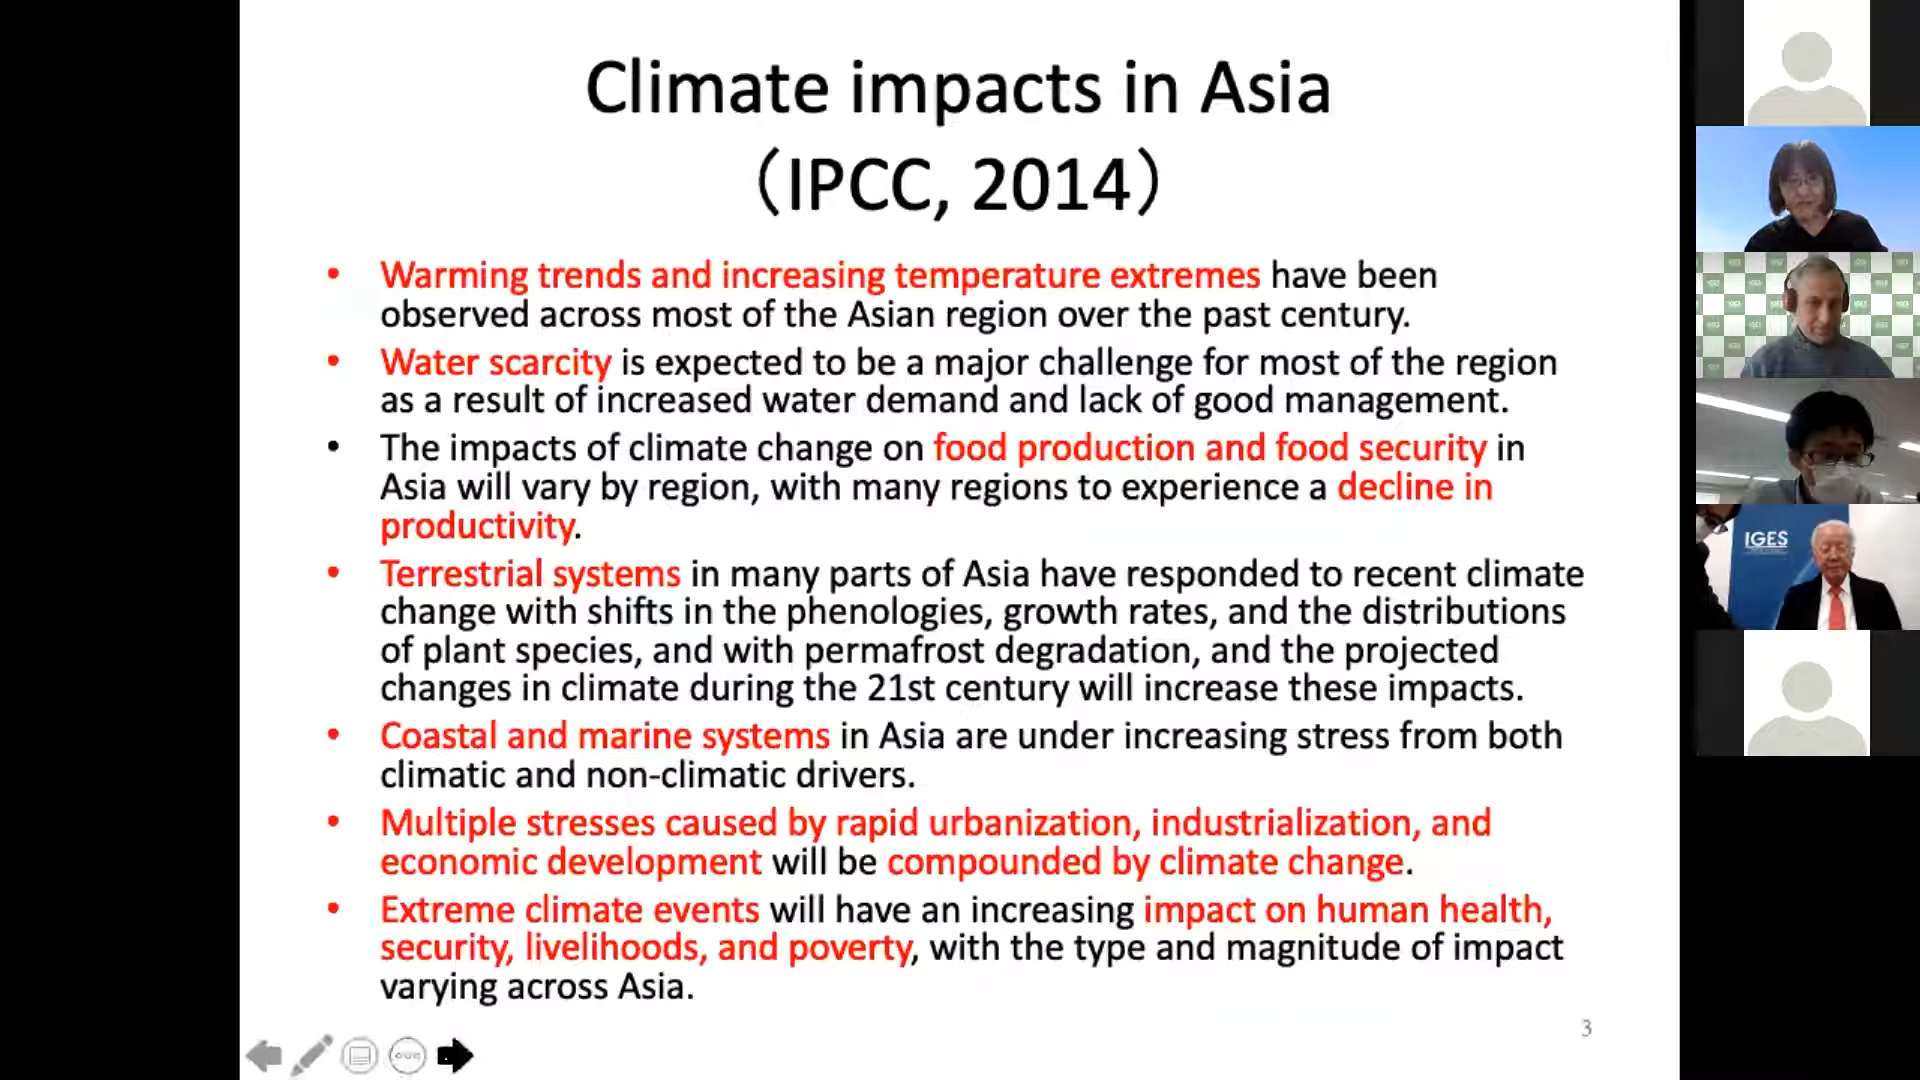 Climate impacts in Asia
（IPCC, 2014）
• Warming trends and increasing temperature extremes have been
observed across most of the Asian region over the past century.
• Water scarcity is expected to be a major challenge for most of the region
as a result of increased water demand and lack of good management.
• The impacts of climate change on food production and food security in
Asia will vary by region, with many regions to experience a decline in
productivity.
• Terrestrial systems in many parts of Asia have responded to recent climate
change with shifts in the phenologies, growth rates, and the distributions
of plant species, and with permafrost degradation, and the projected
changes in climate during the 21st century will increase these impacts.
• Coastal and marine systems in Asia are under increasing stress from both
climatic and non-climatic drivers.
• Multiple stresses caused by rapid urbanization, industrialization, and
economic development will be compounded by climate change.
• Extreme climate events will have an increasing impact on human health,
security, livelihoods, and poverty, with the type and magnitude of impact
varying across Asia.
3
IGES